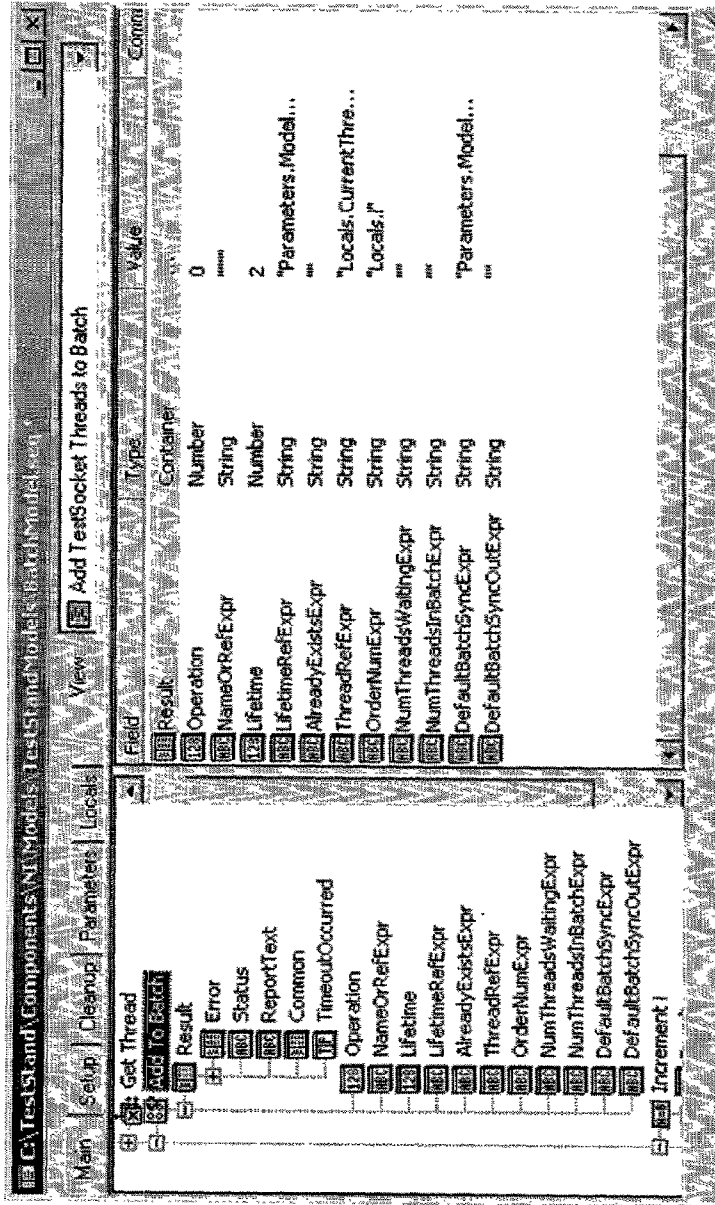 C:\TestStand\Components\NI\Models\TestStandModels\BatchModel.seq
Main Setup Cleanup Parameters Locals View Add TestSocket Threads to Batch
Get Thread
Add To Batch
Result
Error
Status
ReportText
Common
TimeoutOccurred
Operation
NameOrRefExpr
Lifetime
LifetimeRefExpr
AlreadyExistsExpr
ThreadRefExpr
OrderNumExpr
NumThreadsWaitingExpr
NumThreadsInBatchExpr
DefaultBatchSyncExpr
DefaultBatchSyncOutExpr
Increment I
Field Type Value Comm
Result Container
Operation Number 0
NameOrRefExpr String ""
Lifetime Number 2
LifetimeRefExpr String "Parameters.Model...
AlreadyExistsExpr String ""
ThreadRefExpr String "Locals.CurrentThre...
OrderNumExpr String "Locals.I"
NumThreadsWaitingExpr String ""
NumThreadsInBatchExpr String ""
DefaultBatchSyncExpr String "Parameters.Model...
DefaultBatchSyncOutExpr String ""